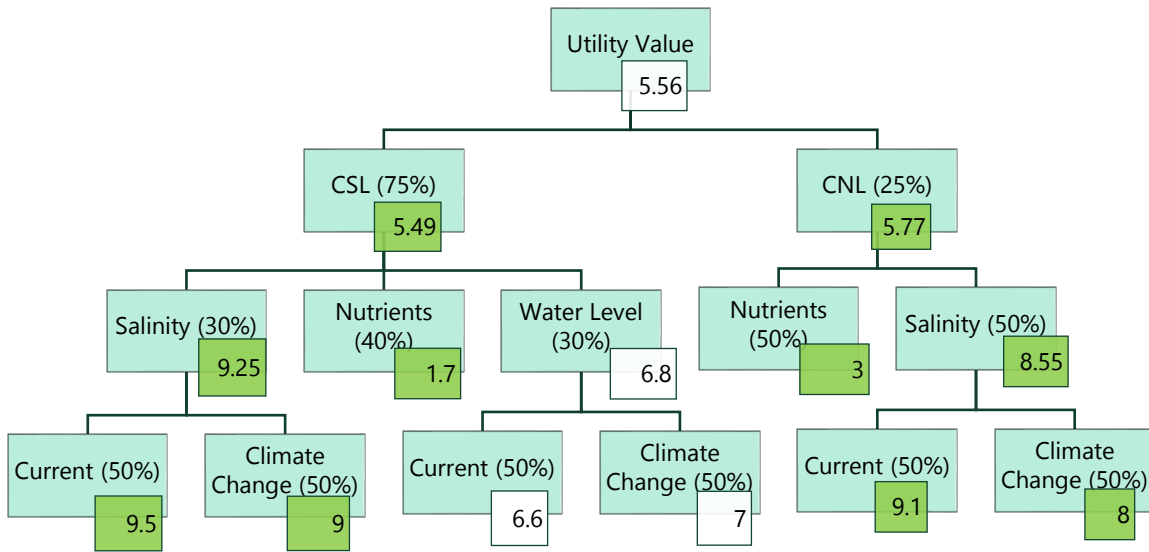 Utility Value
5.56
CSL (75%)
5.49
CNL (25%)
5.77
Salinity (30%)
9.25
Nutrients
(40%)
1.7
Water Level
(30%)
6.8
Nutrients
(50%)
3
Salinity (50%)
8.55
Current (50%)
9.5
Climate
Change (50%)
9
Current (50%)
6.6
Climate
Change (50%)
7
Current (50%)
9.1
Climate
Change (50%)
8